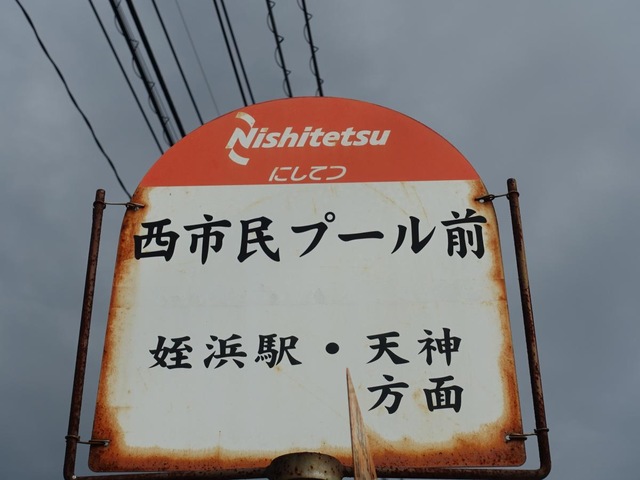 Nishitetsu
にしてつ
西市民プール前
姪浜駅・天神
方面